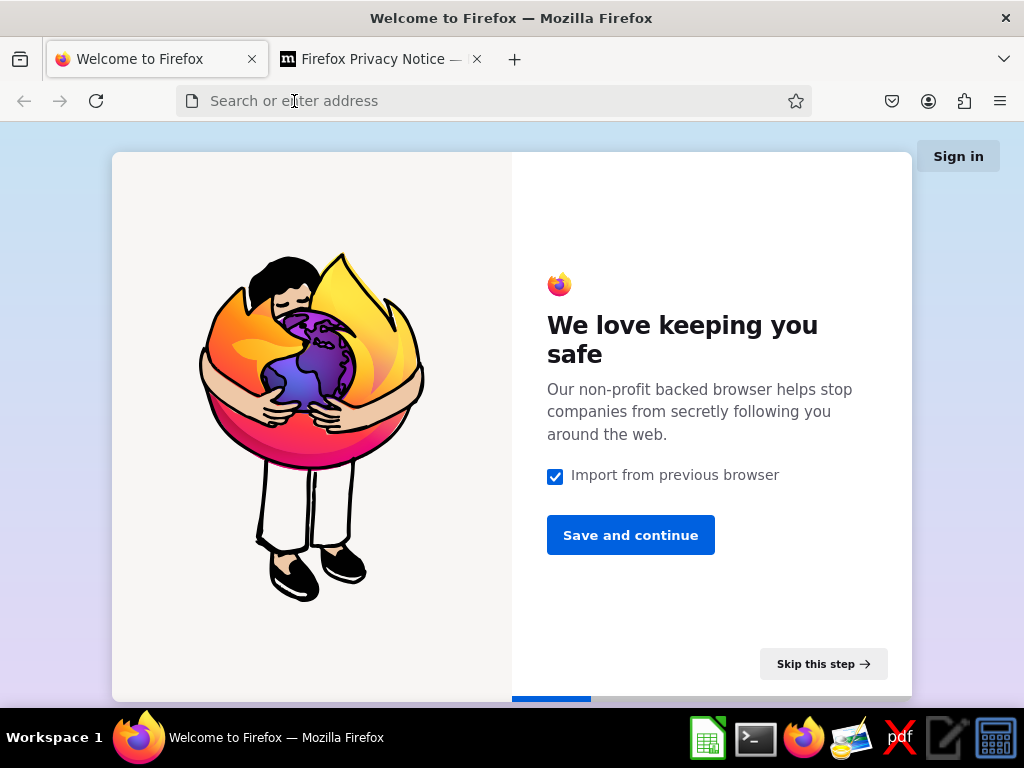 Welcome to Firefox — Mozilla Firefox
Welcome to Firefox
Firefox Privacy Notice —
Search or enter address
Sign in
We love keeping you
safe
Our non-profit backed browser helps stop
companies from secretly following you
around the web.
Import from previous browser
Save and continue
Skip this step
Workspace 1
Welcome to Firefox — Mozilla Firefox
pdf